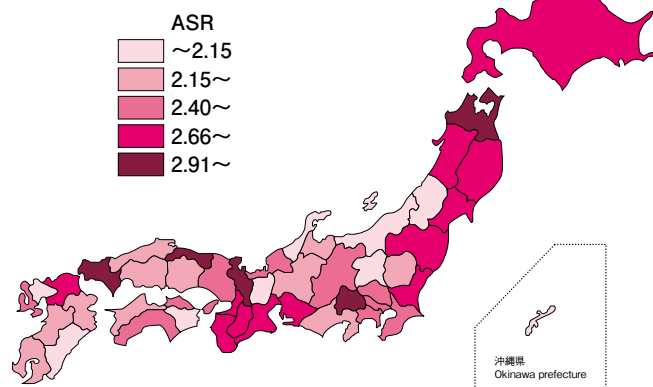 ASR
〜2.15
2.15〜
2.40〜
2.66〜
2.91〜
沖縄県
Okinawa prefecture